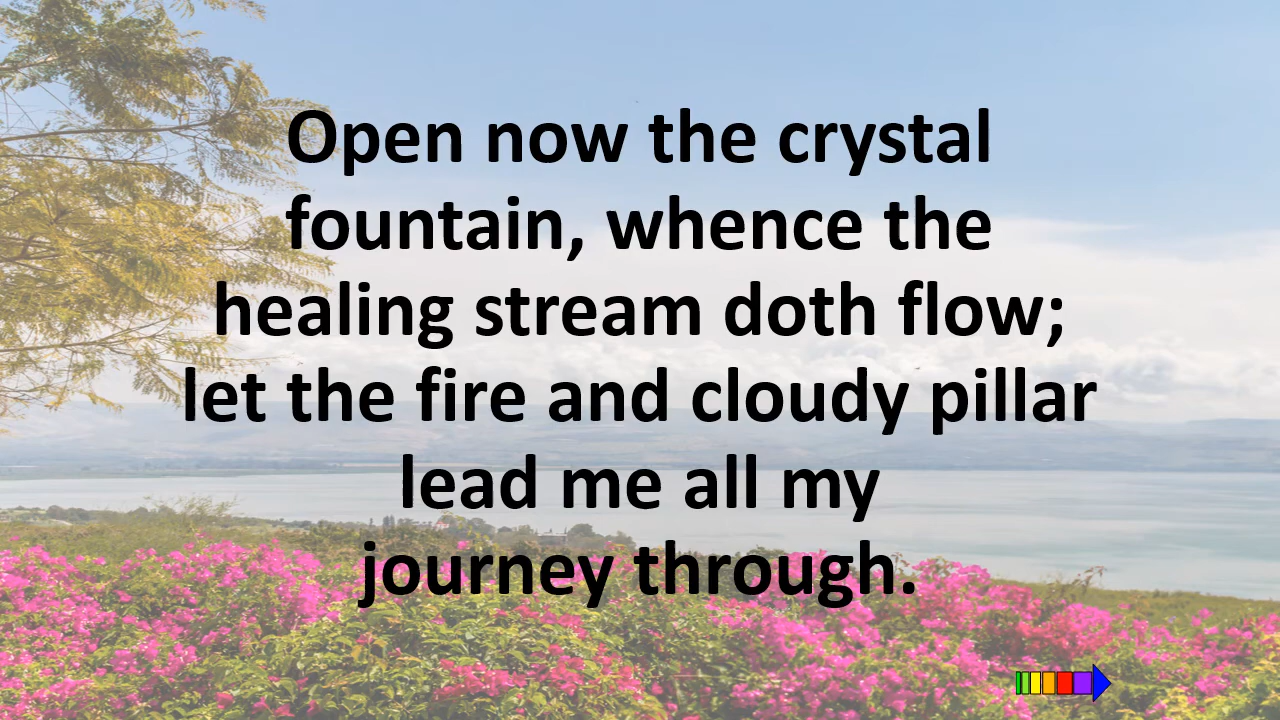 Open now the crystal
fountain, whence the
healing stream doth flow;
let the fire and cloudy pillar
lead me all my
journey through.